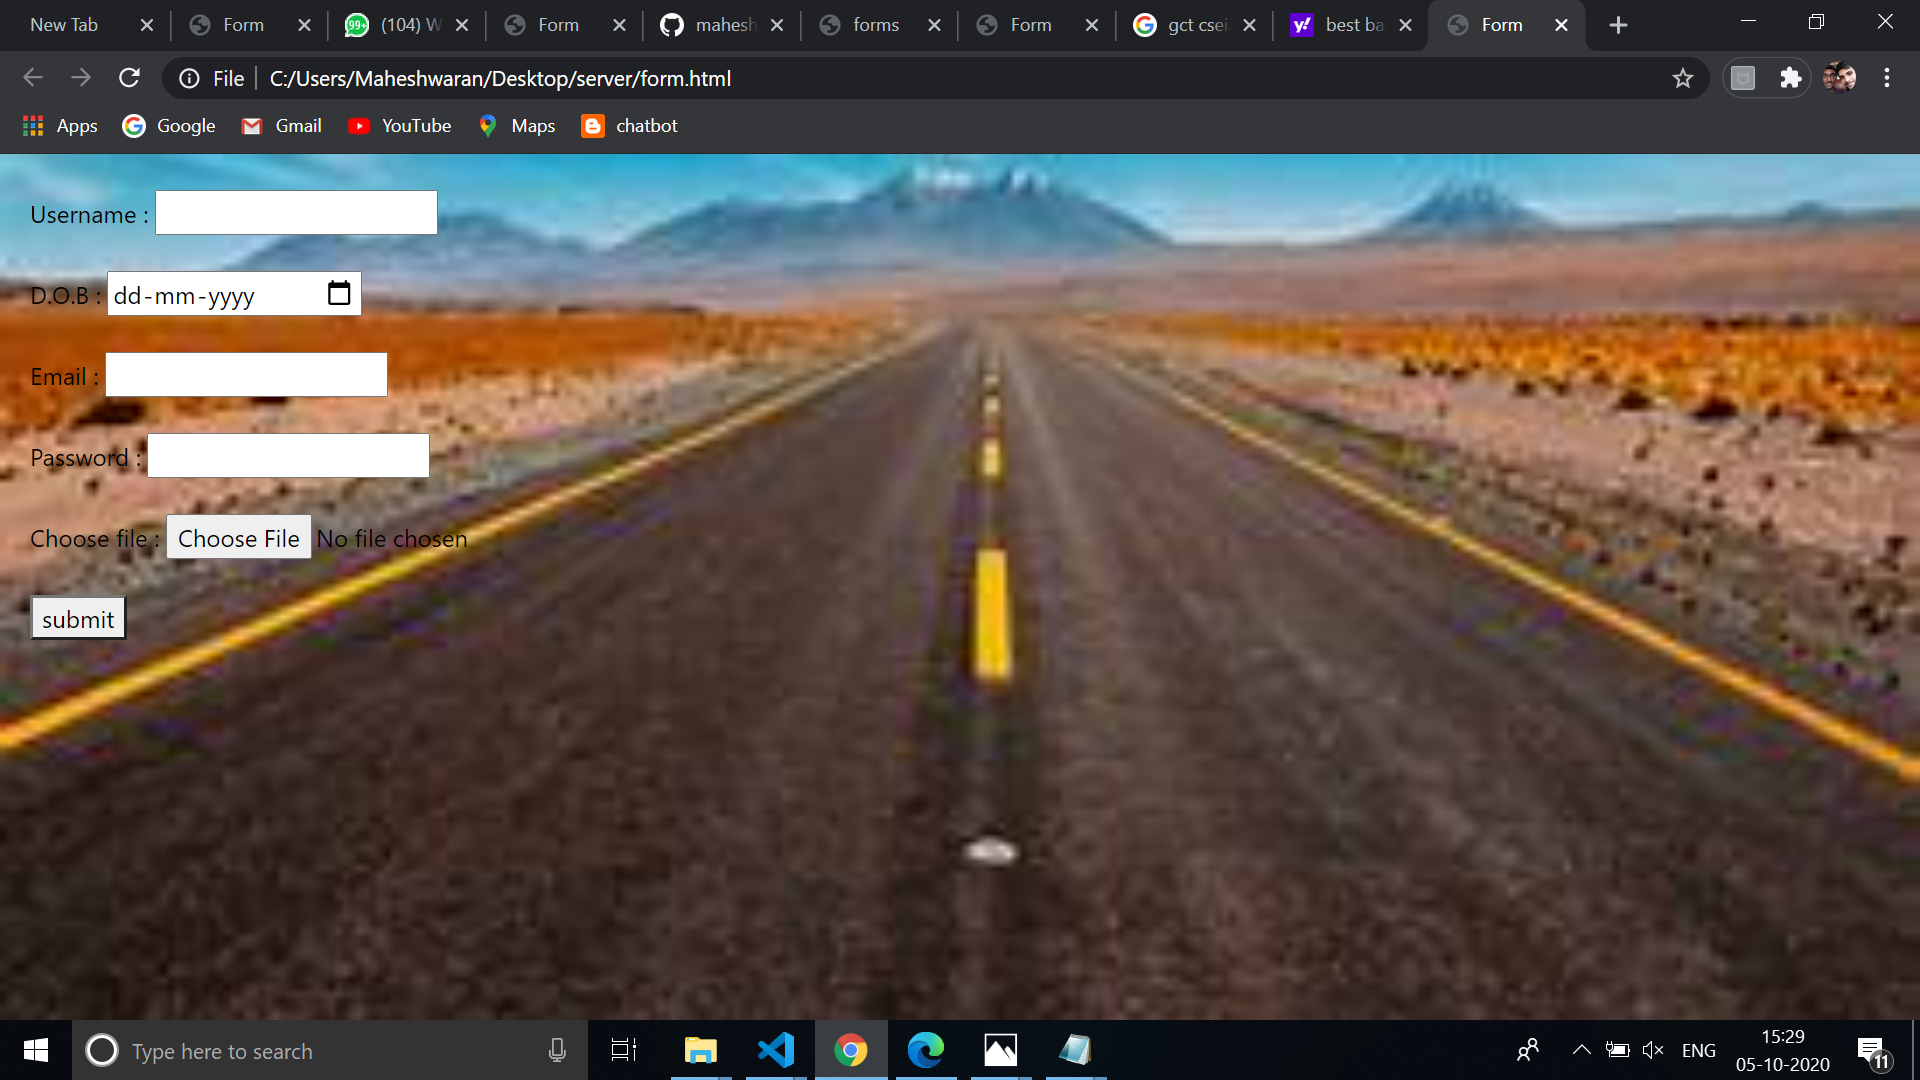 New Tab
Form
(104) W
Form
mahesh
forms
Form
gct csei
best ba
Form
File
C:/Users/Maheshwaran/Desktop/server/form.html
Apps
Google
Gmail
YouTube
Maps
chatbot
Username :
D.O.B : dd-mm-yyyy
Email :
Password :
Choose file : Choose File No file chosen
submit
Type here to search
ENG
15:29
05-10-2020
11